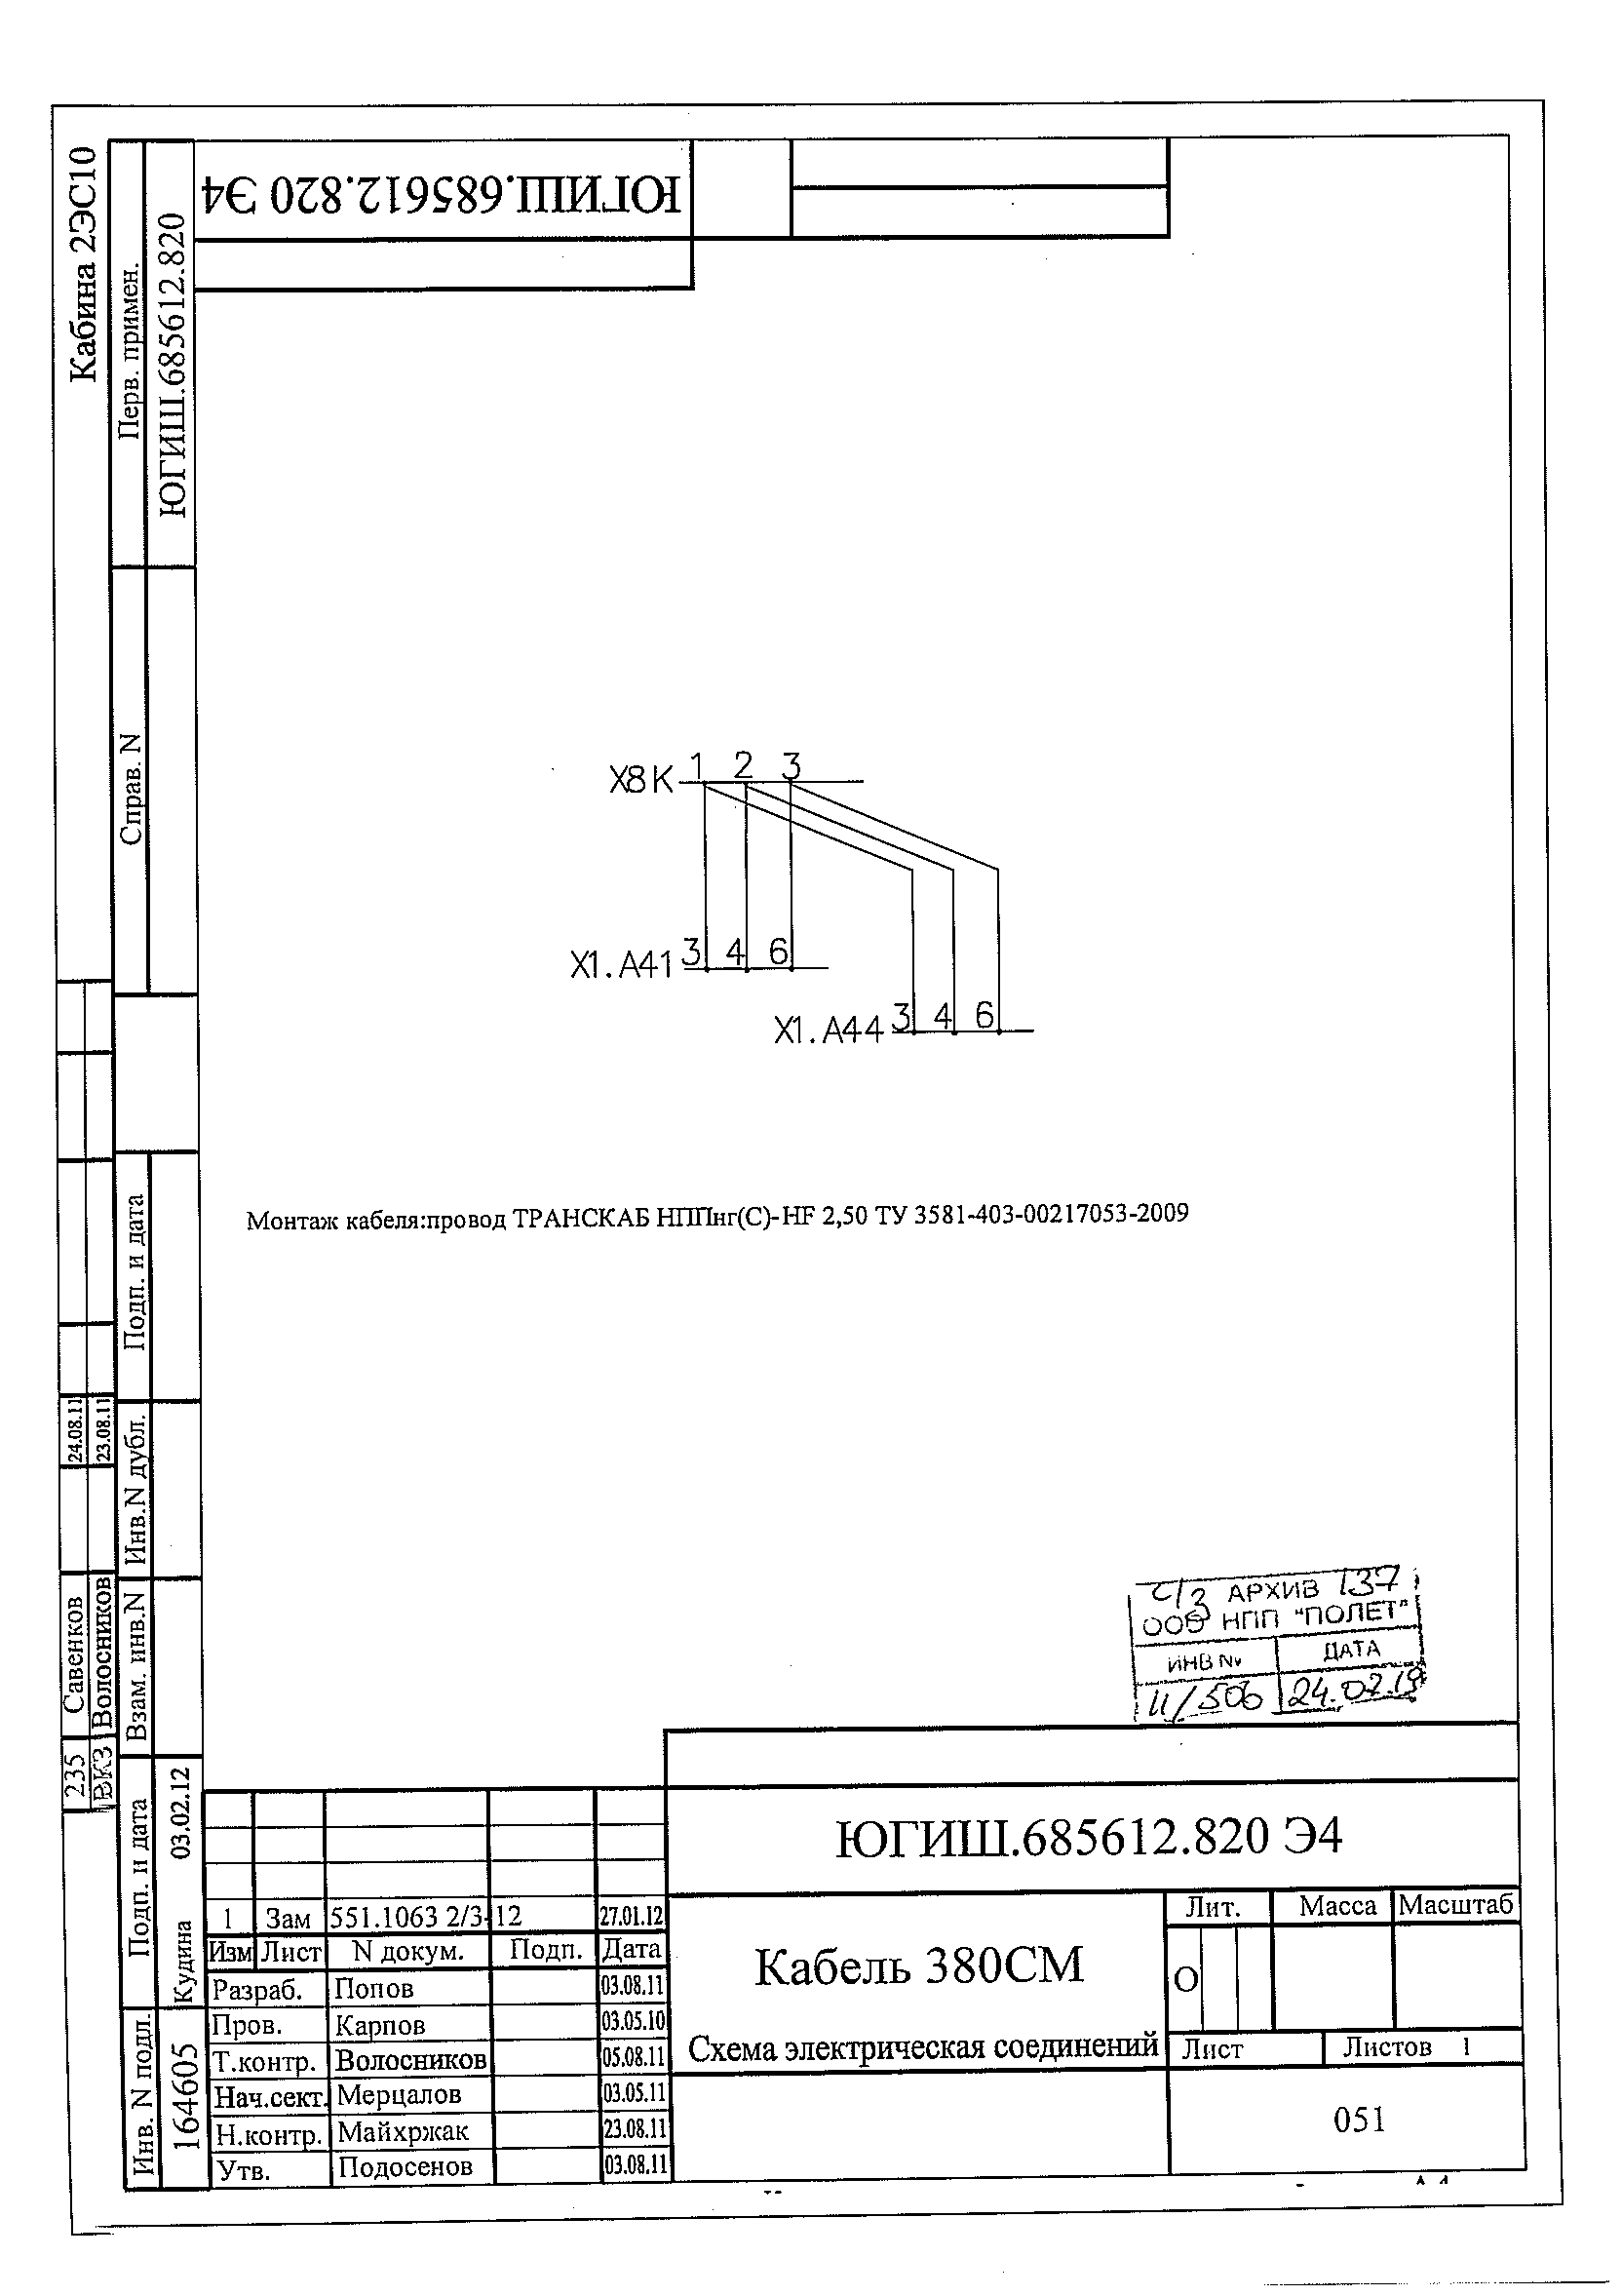 Кабина 2ЭС10
Перв. примен.
ЮГИШ.685612.820
ЮГИШ.685612.820 Э4
Справ. N
X8K 1 2 3
X1.A41 3 4 6
X1.A44 3 4 6
Монтаж кабеля:провод ТРАНСКАБ НППнг(С)-HF 2,50 ТУ 3581-403-00217053-2009
Подп. и дата
Инв.N дубл.
Взам. инв.N
Подп. и дата
Кудина 03.02.12
Инв. N подл.
164605
235 Савенков 24.08.11
ВКЗ Волосников 23.08.11
С/З АРХИВ 137
ООО НПП "ПОЛЕТ"
ИНВ № ДАТА
11/506 24.02.19
ЮГИШ.685612.820 Э4
1 Зам 551.1063 2/3-12 27.01.12
Изм Лист N докум. Подп. Дата
Разраб. Попов 03.08.11
Пров. Карпов 03.05.10
Т.контр. Волосников 05.08.11
Нач.сект. Мерцалов 03.05.11
Н.контр. Майхржак 23.08.11
Утв. Подосенов 03.08.11
Кабель 380СМ
Схема электрическая соединений
Лит. Масса Масштаб
О
Лист Листов 1
051